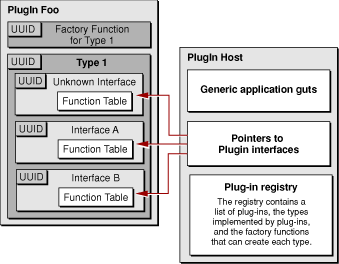 PlugIn Foo
UUID
Factory Function
for Type 1
UUID
Type 1
UUID
Unknown Interface
Function Table
UUID
Interface A
Function Table
UUID
Interface B
Function Table
PlugIn Host
Generic application guts
Pointers to
Plugin interfaces
Plug-in registry
The registry contains a
list of plug-ins, the types
implemented by plug-ins,
and the factory functions
that can create each type.